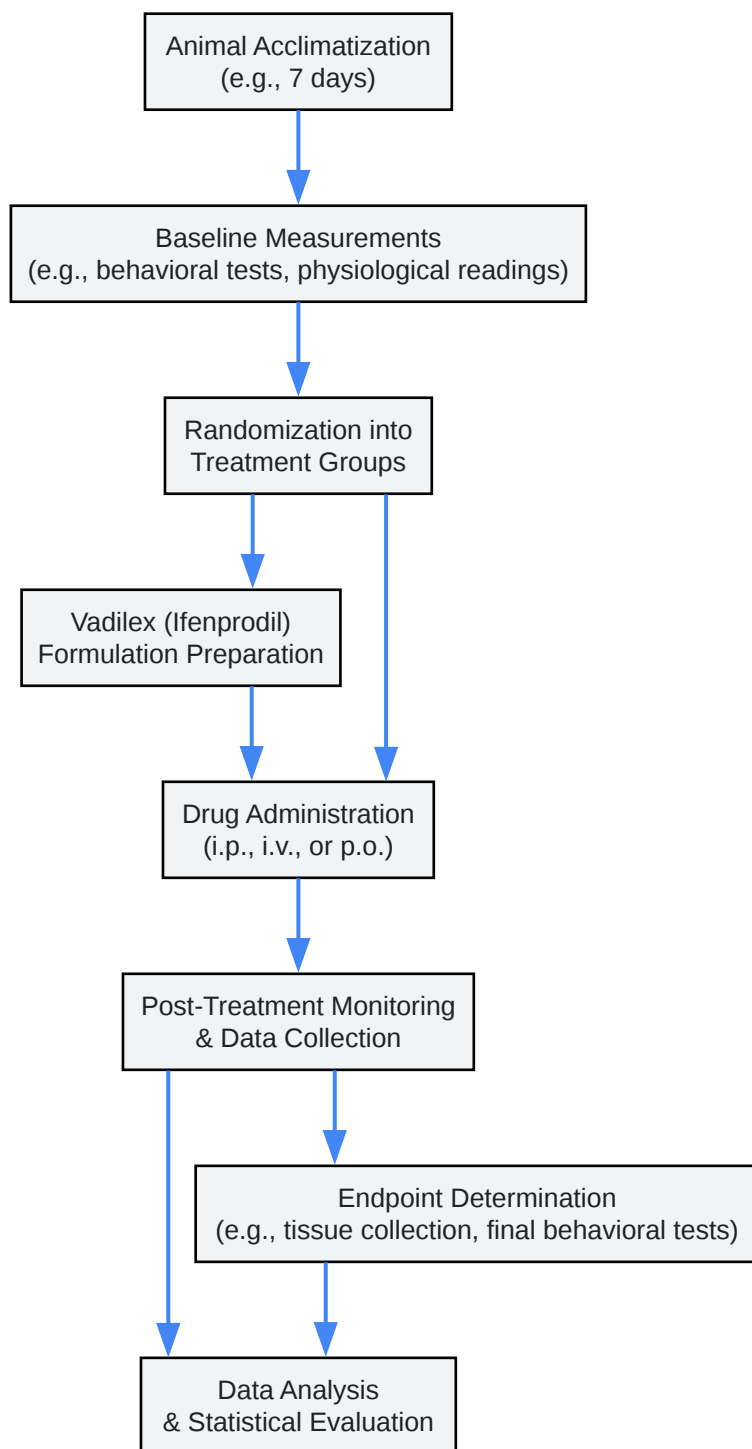 Animal Acclimatization
(e.g., 7 days)
Baseline Measurements
(e.g., behavioral tests, physiological readings)
Randomization into
Treatment Groups
Vadilex (Ifenprodil)
Formulation Preparation
Drug Administration
(i.p., i.v., or p.o.)
Post-Treatment Monitoring
& Data Collection
Endpoint Determination
(e.g., tissue collection, final behavioral tests)
Data Analysis
& Statistical Evaluation